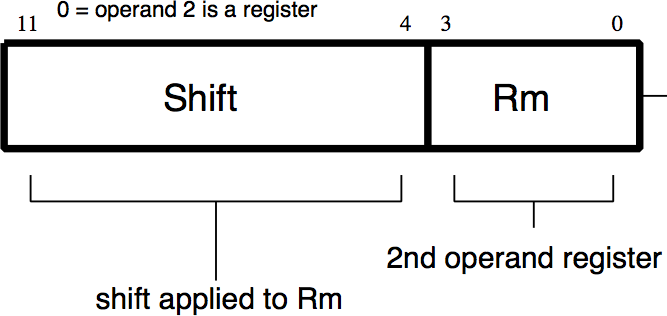 0 = operand 2 is a register
11 4 3 0
Shift Rm
2nd operand register
shift applied to Rm